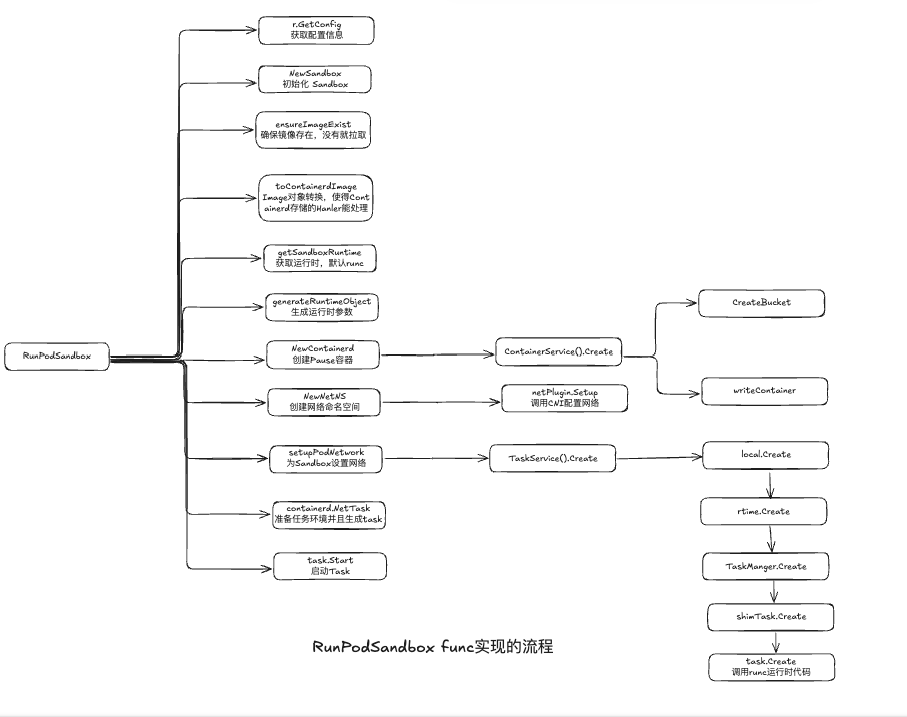 r.GetConfig
获取配置信息
NewSandbox
初始化 Sandbox
ensureImageExist
确保镜像存在，没有就拉取
toContainerdImage
Image对象转换，使得Cont
ainerd存储的Hanler能处理
getSandboxRuntime
获取运行时，默认runc
generateRuntimeObject
生成运行时参数
RunPodSandbox
NewContainerd
创建Pause容器
ContainerService().Create
CreateBucket
writeContainer
NewNetNS
创建网络命名空间
netPlugin.Setup
调用CNI配置网络
setupPodNetwork
为Sandbox设置网络
TaskService().Create
local.Create
containerd.NetTask
准备任务环境并且生成task
rtime.Create
task.Start
启动Task
TaskManger.Create
shimTask.Create
task.Create
调用runc运行时代码
RunPodSandbox func实现的流程